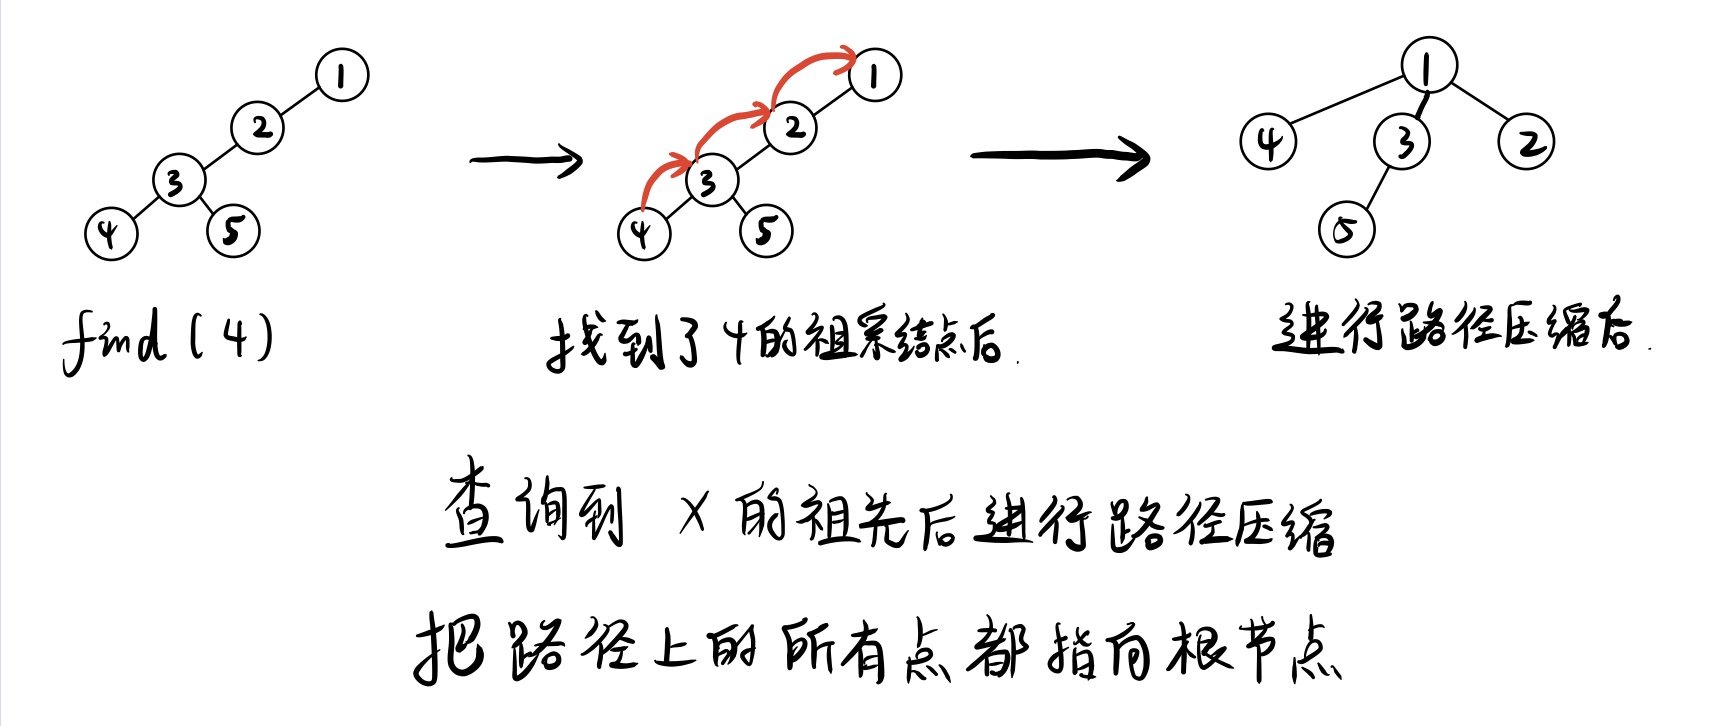 1 1 1
2 2 4 3 2
3 3
4 5 4 5 5
find(4) 找到了4的祖宗结点后. 进行路径压缩后.
查询到 x 的祖先后进行路径压缩
把路径上的所有点都指向根节点